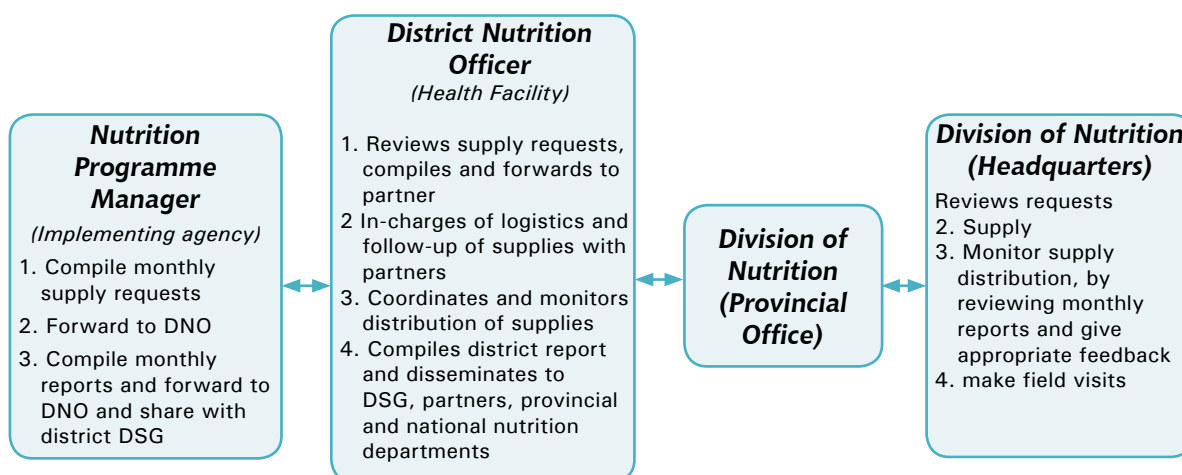 Nutrition
Programme
Manager
(Implementing agency)
1. Compile monthly
supply requests
2. Forward to DNO
3. Compile monthly
reports and forward to
DNO and share with
district DSG
District Nutrition
Officer
(Health Facility)
1. Reviews supply requests,
compiles and forwards to
partner
2 In-charges of logistics and
follow-up of supplies with
partners
3. Coordinates and monitors
distribution of supplies
4. Compiles district report
and disseminates to
DSG, partners, provincial
and national nutrition
departments
Division of
Nutrition
(Provincial
Office)
Division of Nutrition
(Headquarters)
Reviews requests
2. Supply
3. Monitor supply
distribution, by
reviewing monthly
reports and give
appropriate feedback
4. make field visits